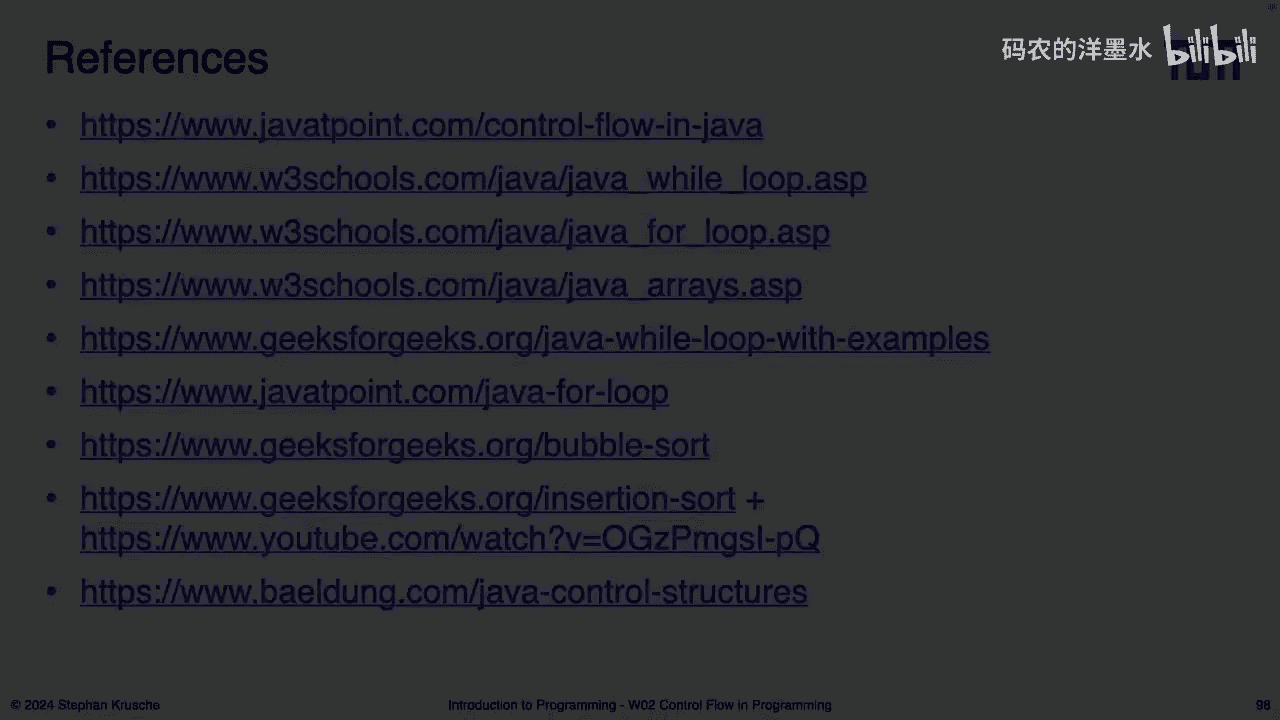 References
码农的洋墨水 bilibili
• https://www.javatpoint.com/control-flow-in-java
• https://www.w3schools.com/java/java_while_loop.asp
• https://www.w3schools.com/java/java_for_loop.asp
• https://www.w3schools.com/java/java_arrays.asp
• https://www.geeksforgeeks.org/java-while-loop-with-examples
• https://www.javatpoint.com/java-for-loop
• https://www.geeksforgeeks.org/bubble-sort
• https://www.geeksforgeeks.org/insertion-sort +
https://www.youtube.com/watch?v=OGzPmgsI-pQ
• https://www.baeldung.com/java-control-structures
© 2024 Stephan Krusche
Introduction to Programming - W02 Control Flow in Programming
98